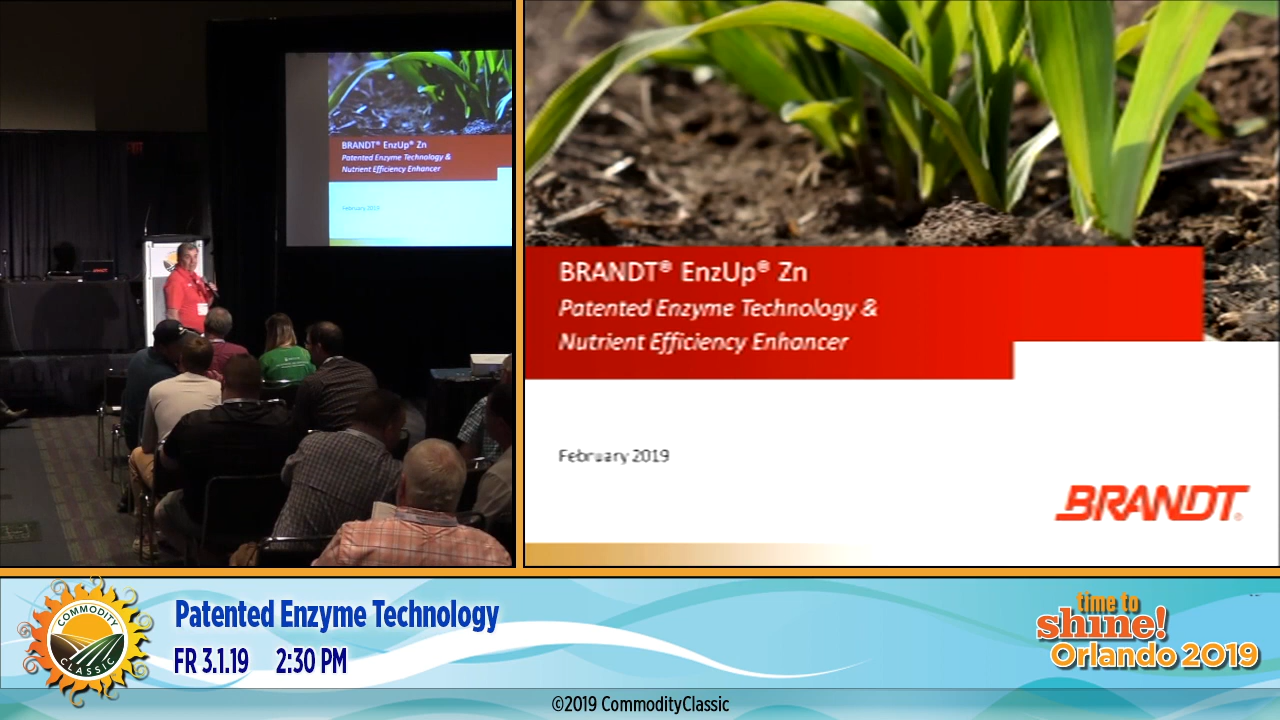 BRANDT® EnzUp® Zn
Patented Enzyme Technology &
Nutrient Efficiency Enhancer
February 2019
BRANDT® EnzUp® Zn
Patented Enzyme Technology &
Nutrient Efficiency Enhancer
February 2019
BRANDT®
COMMODITY
CLASSIC
Patented Enzyme Technology
FR 3.1.19 2:30 PM
time to
shine!
Orlando 2019
©2019 CommodityClassic